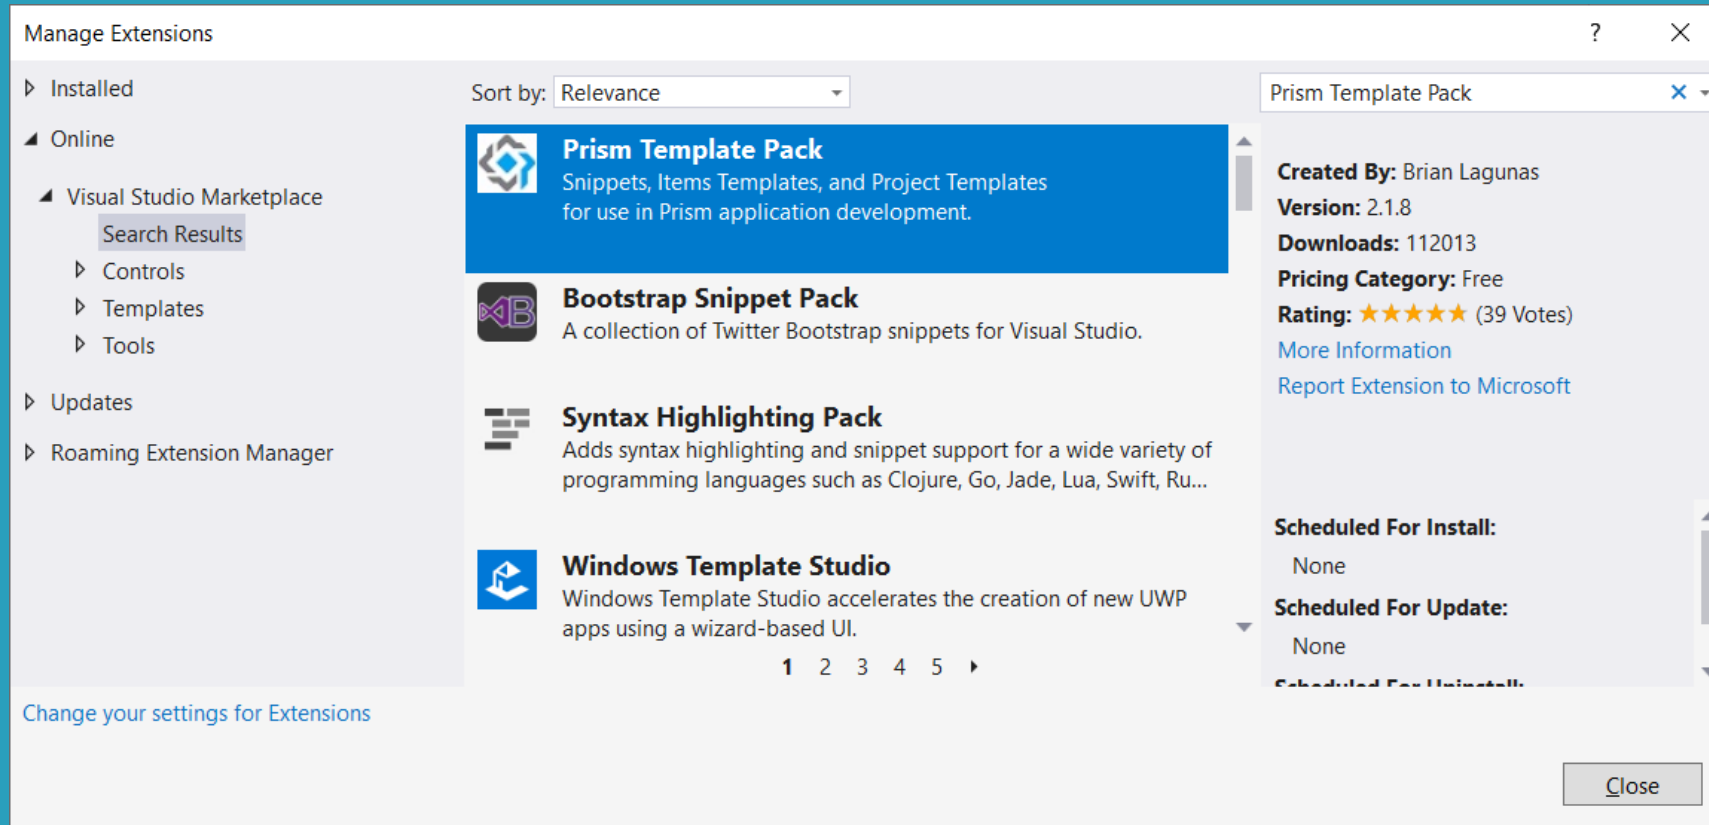 Manage Extensions
?
Installed
Online
Visual Studio Marketplace
Search Results
Controls
Templates
Tools
Updates
Roaming Extension Manager
Sort by: Relevance
Prism Template Pack
Prism Template Pack
Snippets, Items Templates, and Project Templates
for use in Prism application development.
Bootstrap Snippet Pack
A collection of Twitter Bootstrap snippets for Visual Studio.
Syntax Highlighting Pack
Adds syntax highlighting and snippet support for a wide variety of
programming languages such as Clojure, Go, Jade, Lua, Swift, Ru...
Windows Template Studio
Windows Template Studio accelerates the creation of new UWP
apps using a wizard-based UI.
1 2 3 4 5
Created By: Brian Lagunas
Version: 2.1.8
Downloads: 112013
Pricing Category: Free
Rating: ★★★★★ (39 Votes)
More Information
Report Extension to Microsoft
Scheduled For Install:
None
Scheduled For Update:
None
Scheduled For Uninstall:
Change your settings for Extensions
Close